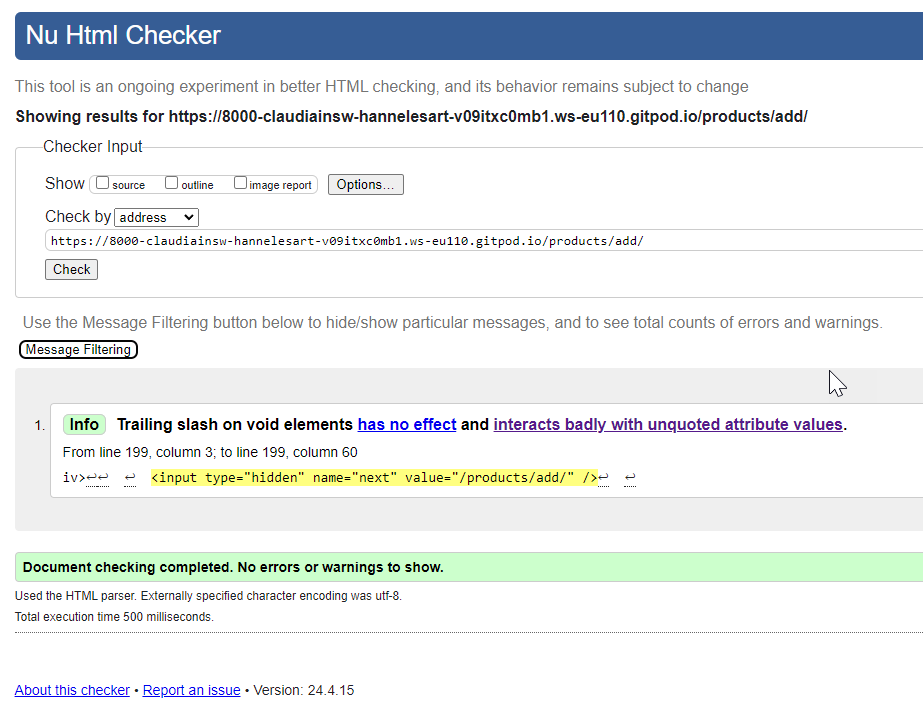 Nu Html Checker
This tool is an ongoing experiment in better HTML checking, and its behavior remains subject to change
Showing results for https://8000-claudiainsw-hannelesart-v09itxc0mb1.ws-eu110.gitpod.io/products/add/
Checker Input
Show source outline image report Options...
Check by address
https://8000-claudiainsw-hannelesart-v09itxc0mb1.ws-eu110.gitpod.io/products/add/
Check
Use the Message Filtering button below to hide/show particular messages, and to see total counts of errors and warnings.
Message Filtering
1. Info Trailing slash on void elements has no effect and interacts badly with unquoted attribute values.
From line 199, column 3; to line 199, column 60
iv>↩↩ ↩ <input type="hidden" name="next" value="/products/add/" />↩ ↩
Document checking completed. No errors or warnings to show.
Used the HTML parser. Externally specified character encoding was utf-8.
Total execution time 500 milliseconds.
About this checker • Report an issue • Version: 24.4.15